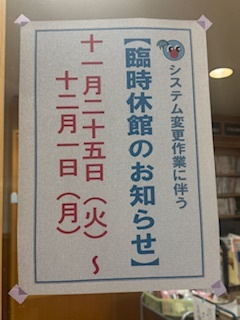 システム変更作業に伴う
【臨時休館のお知らせ】
十一月二十五日（火）～
十二月一日（月）